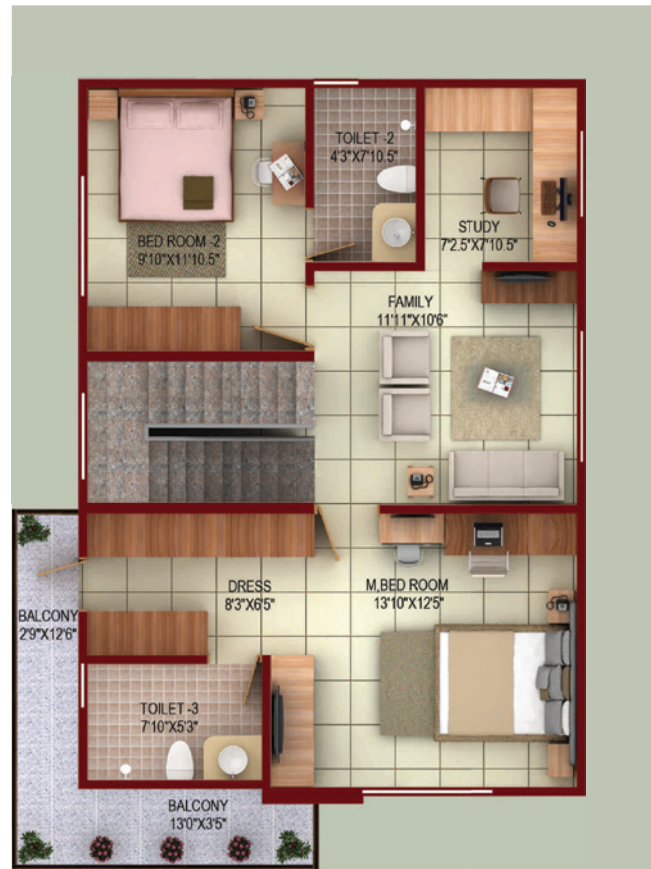 TOILET -2
4'3"X7'10.5"
STUDY
7'2.5"X7'10.5"
BED ROOM -2
9'10"X11'10.5"
FAMILY
11'11"X10'6"
DRESS
8'3"X6'5"
M,BED ROOM
13'10"X12'5"
BALCONY
2'9"X12'6"
TOILET -3
7'10"X5'3"
BALCONY
13'0"X3'5"